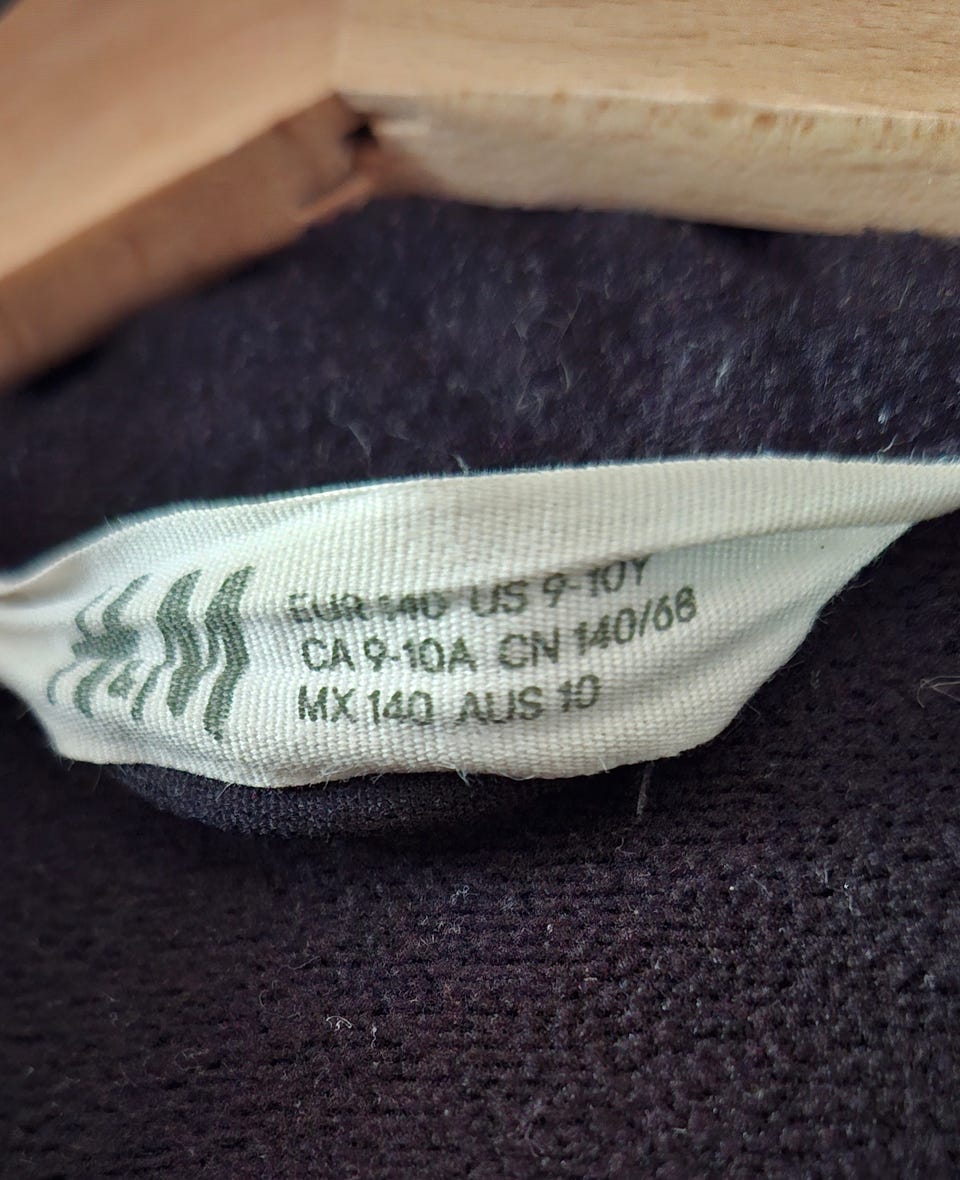 H&M
EUR 140 US 9-10Y
CA 9-10A CN 140/68
MX 140 AUS 10